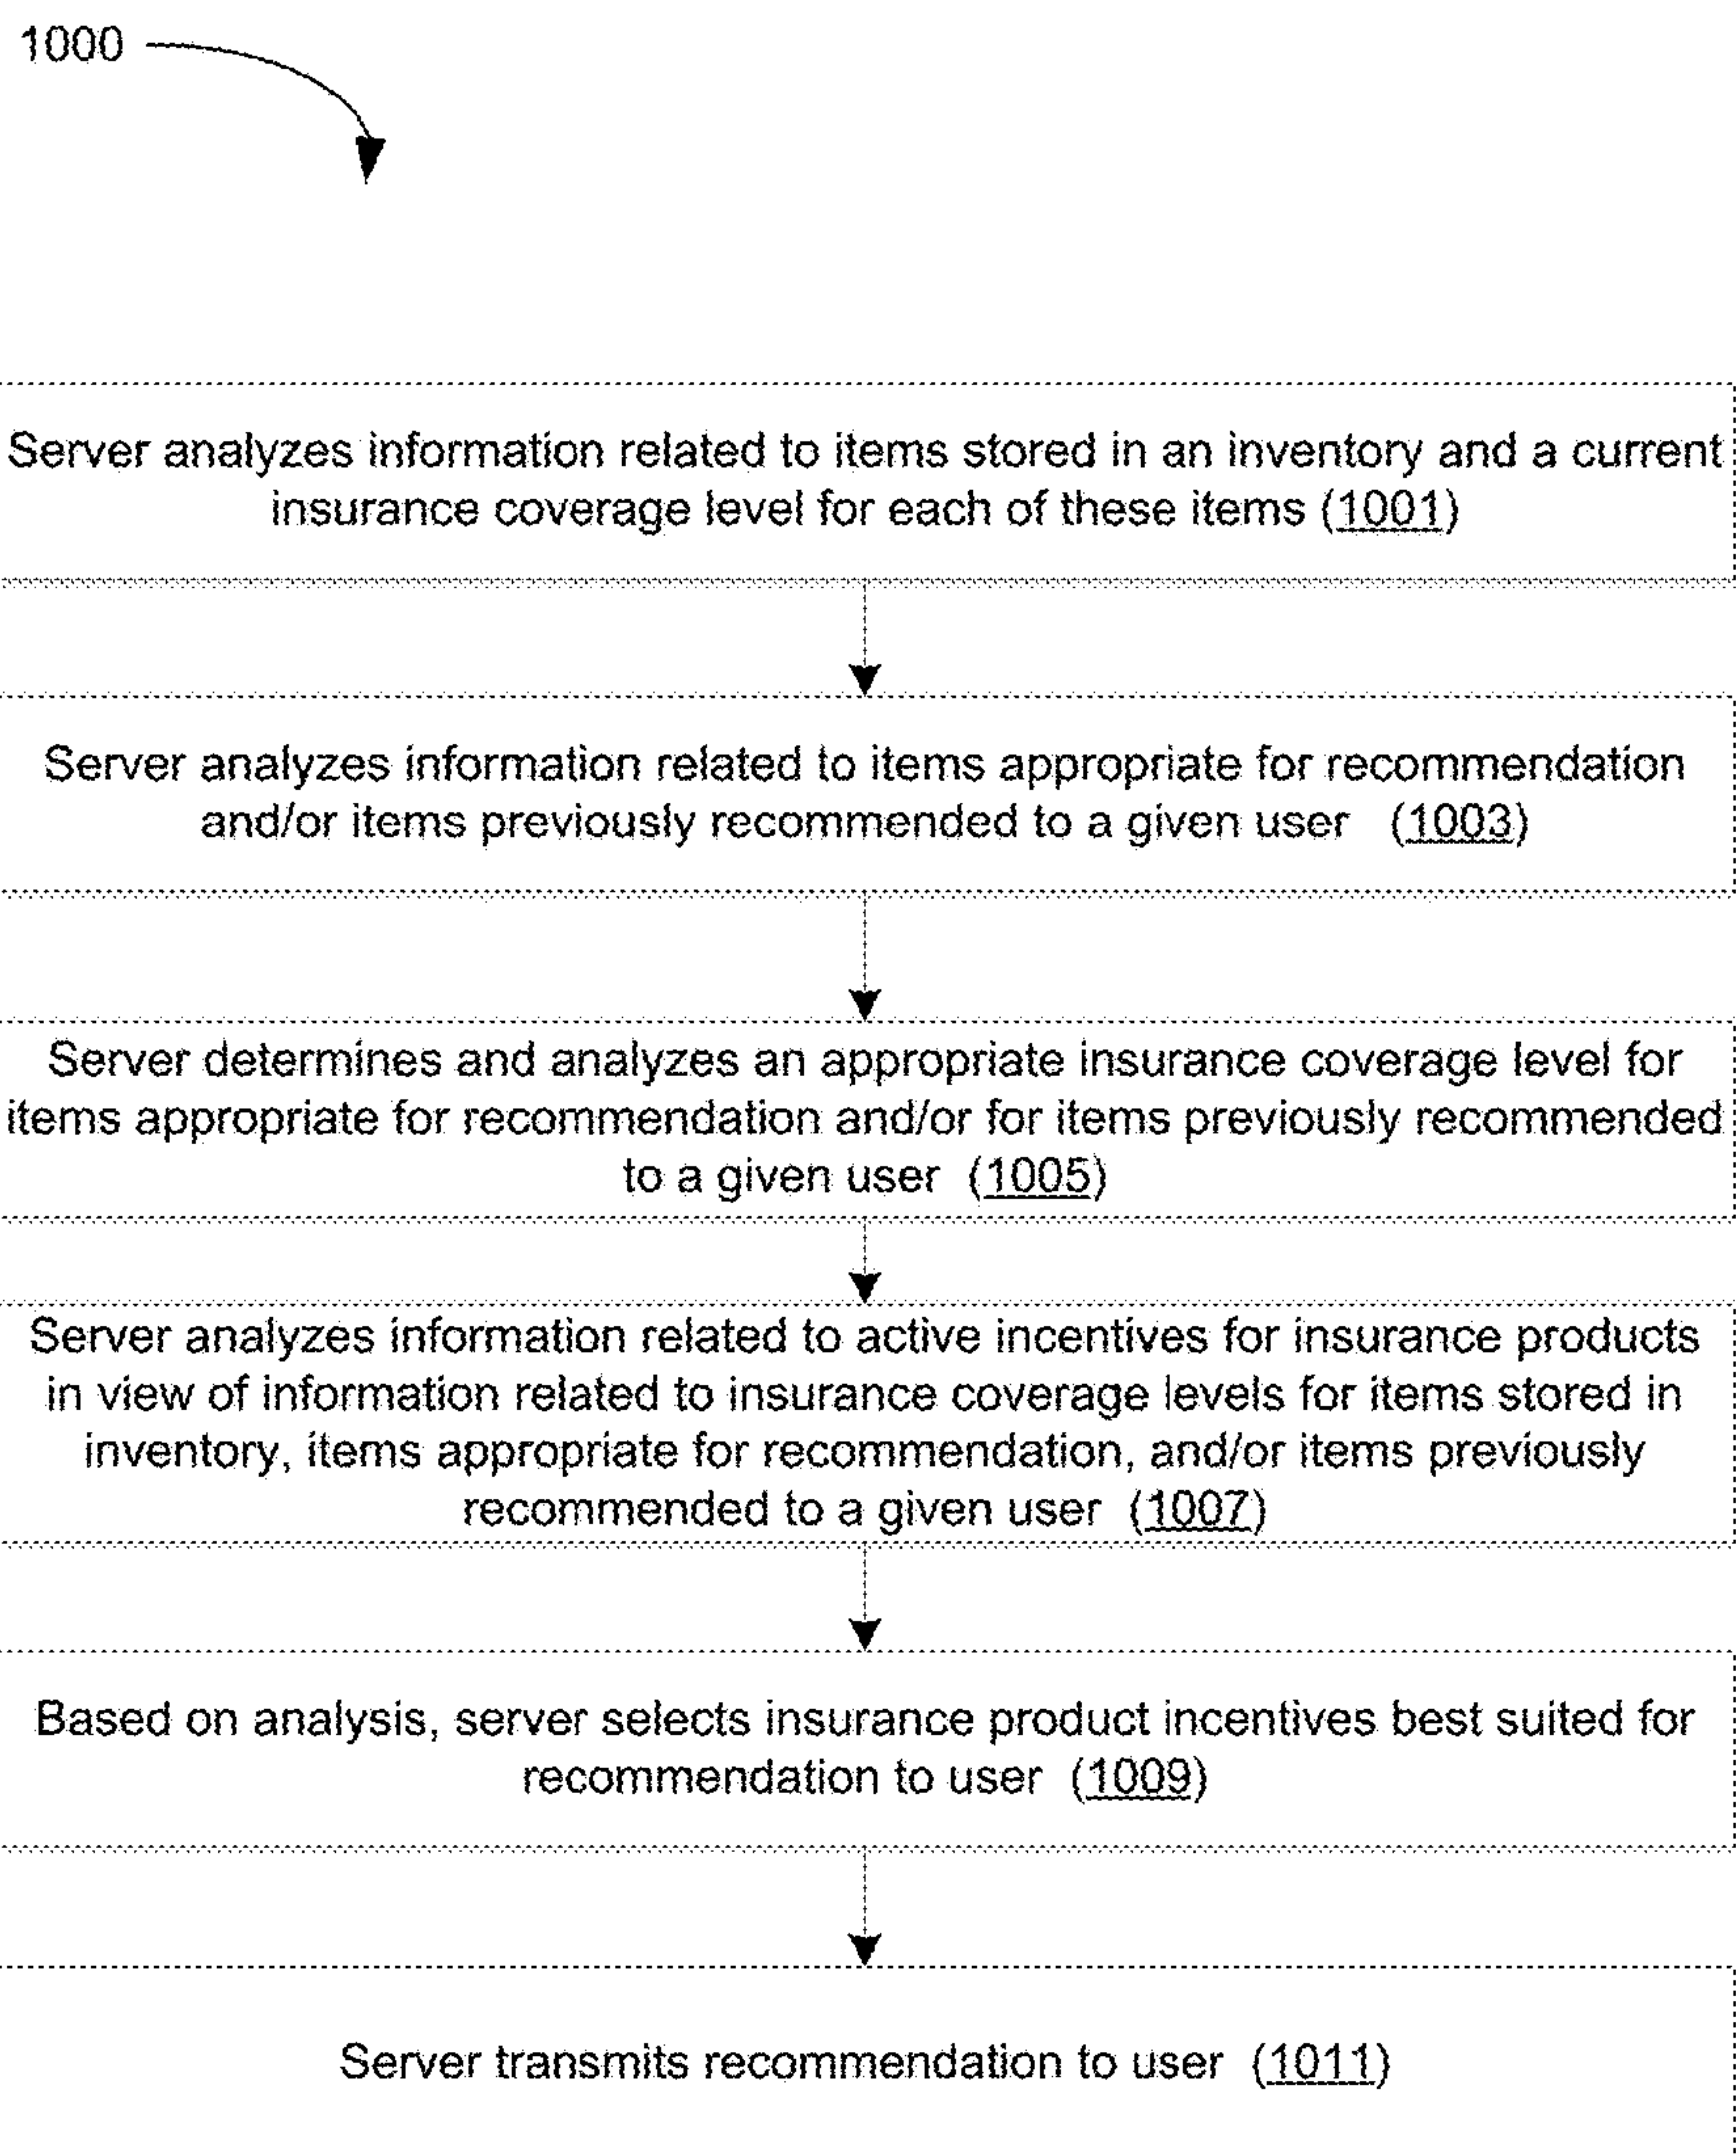 1000
Server analyzes information related to items stored in an inventory and a current
insurance coverage level for each of these items (1001)
Server analyzes information related to items appropriate for recommendation
and/or items previously recommended to a given user (1003)
Server determines and analyzes an appropriate insurance coverage level for
items appropriate for recommendation and/or for items previously recommended
to a given user (1005)
Server analyzes information related to active incentives for insurance products
in view of information related to insurance coverage levels for items stored in
inventory, items appropriate for recommendation, and/or items previously
recommended to a given user (1007)
Based on analysis, server selects insurance product incentives best suited for
recommendation to user (1009)
Server transmits recommendation to user (1011)